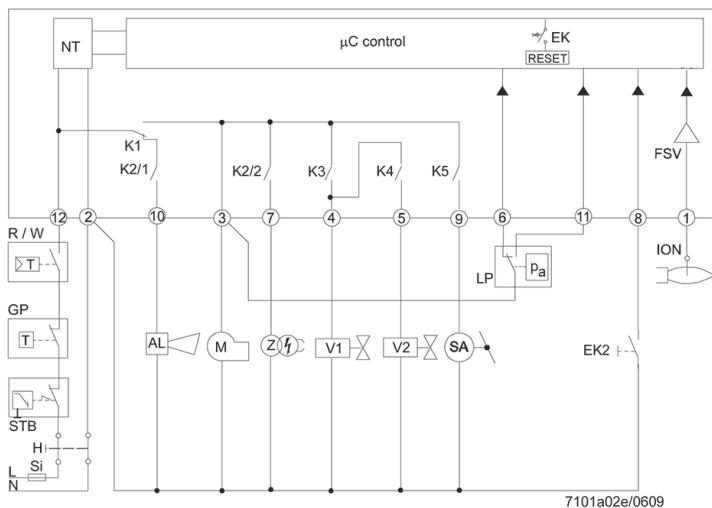 NT
µC control
EK
RESET
K1
K2/1
K2/2
K3
K4
K5
FSV
12
2
10
3
7
4
5
9
6
11
8
1
R / W
T
LP
pa
ION
GP
T
AL
M
Z
V1
V2
SA
EK2
STB
H
Si
L
N
7101a02e/0609